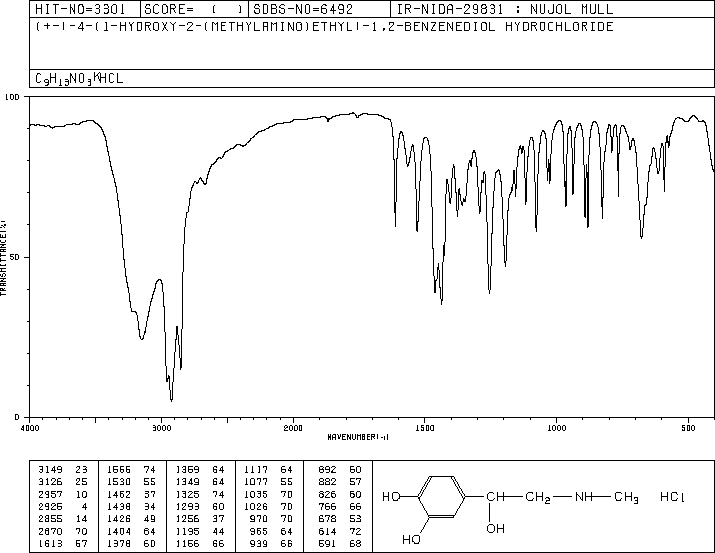 HIT-NO=3301 SCORE= ( ) SDBS-NO=6492 IR-NIDA-29831 : NUJOL MULL
(+-)-4-(1-HYDROXY-2-(METHYLAMINO)ETHYL)-1,2-BENZENEDIOL HYDROCHLORIDE
C9H13NO3 HCL
100
TRANSMITTANCE(%)
50
0
4000 3000 2000 1500 1000 500
WAVENUMBER(-1)
3149 23 1566 74 1369 64 1117 64 892 60
3126 25 1530 55 1349 64 1077 55 882 57
2957 10 1462 37 1325 74 1035 70 826 60
2925 4 1438 34 1293 60 1026 70 766 66
2855 14 1426 49 1256 37 970 70 678 53
2670 70 1404 64 1195 44 965 64 614 72
1613 57 1378 60 1156 66 939 66 591 68
HO CH CH2 NH CH3 HCl
HO OH